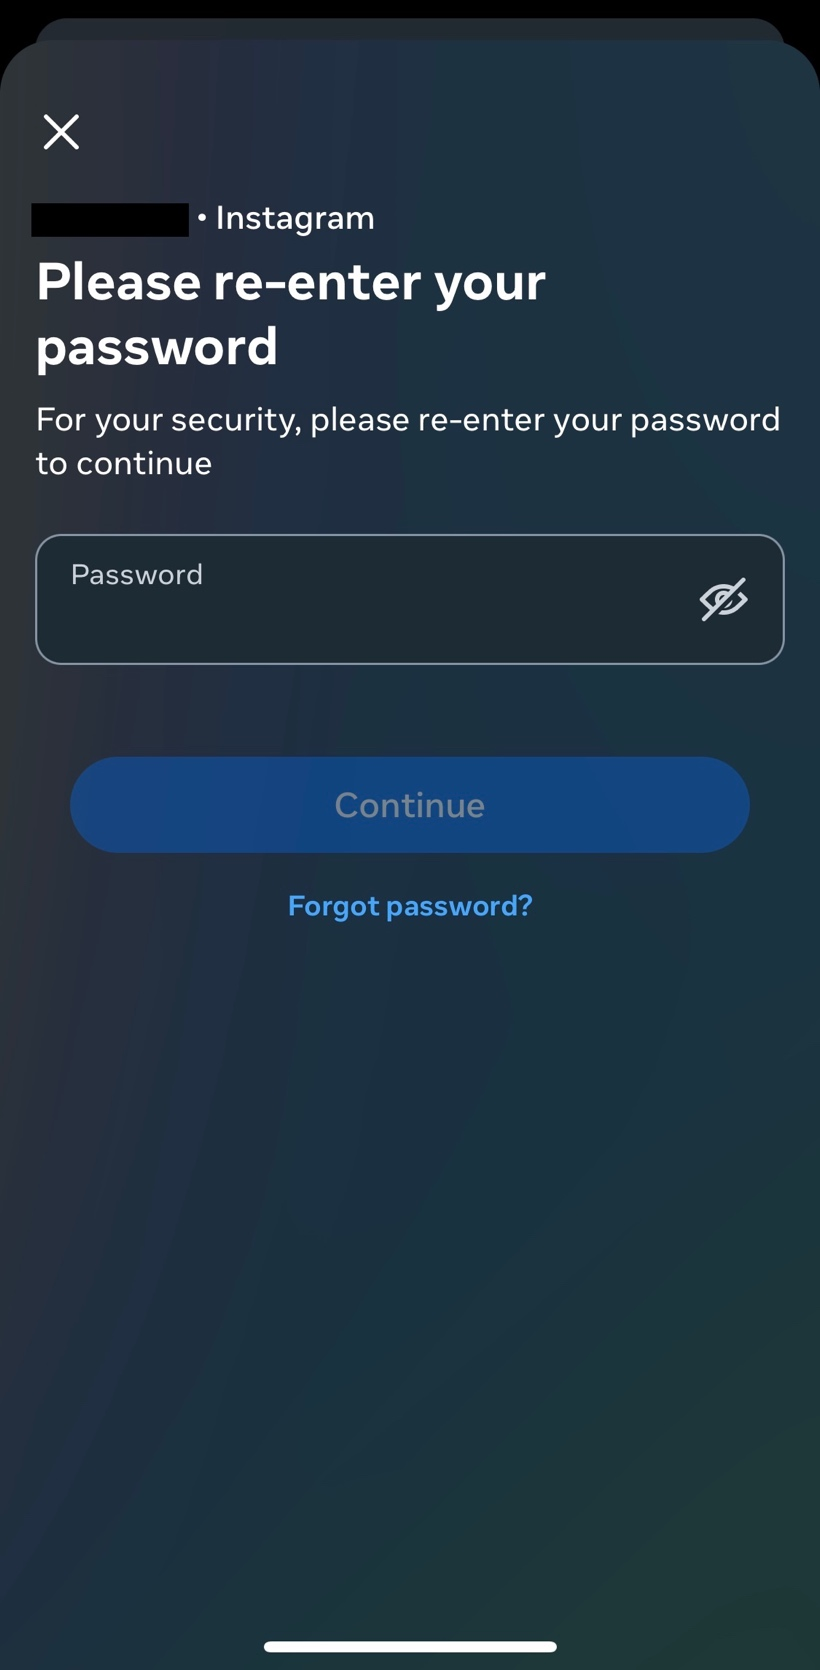 • Instagram
Please re-enter your
password
For your security, please re-enter your password
to continue
Password
Continue
Forgot password?